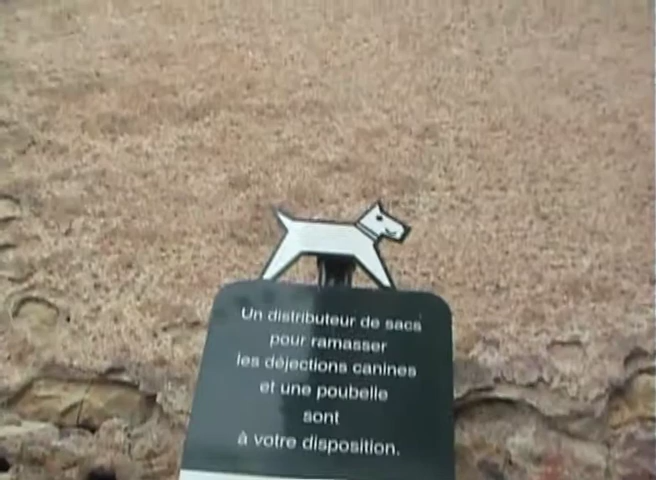 Un distributeur de sacs
pour ramasser
les déjections canines
et une poubelle
sont
à votre disposition.